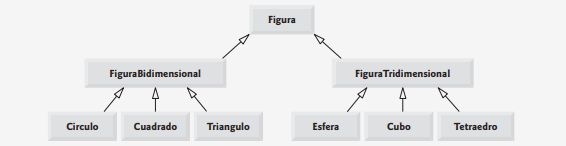 Figura
FiguraBidimensional
FiguraTridimensional
Circulo
Cuadrado
Triangulo
Esfera
Cubo
Tetraedro